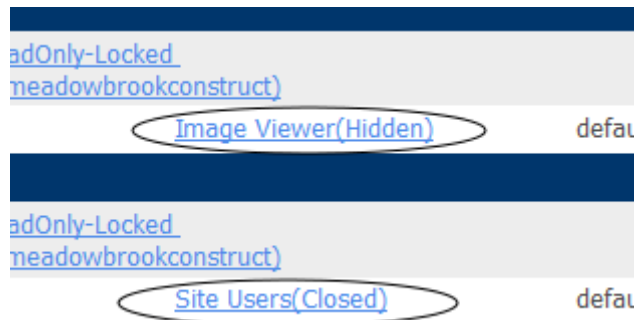 adOnly-Locked
meadowbrookconstruct)
Image Viewer(Hidden) defau
adOnly-Locked
meadowbrookconstruct)
Site Users(Closed) defau